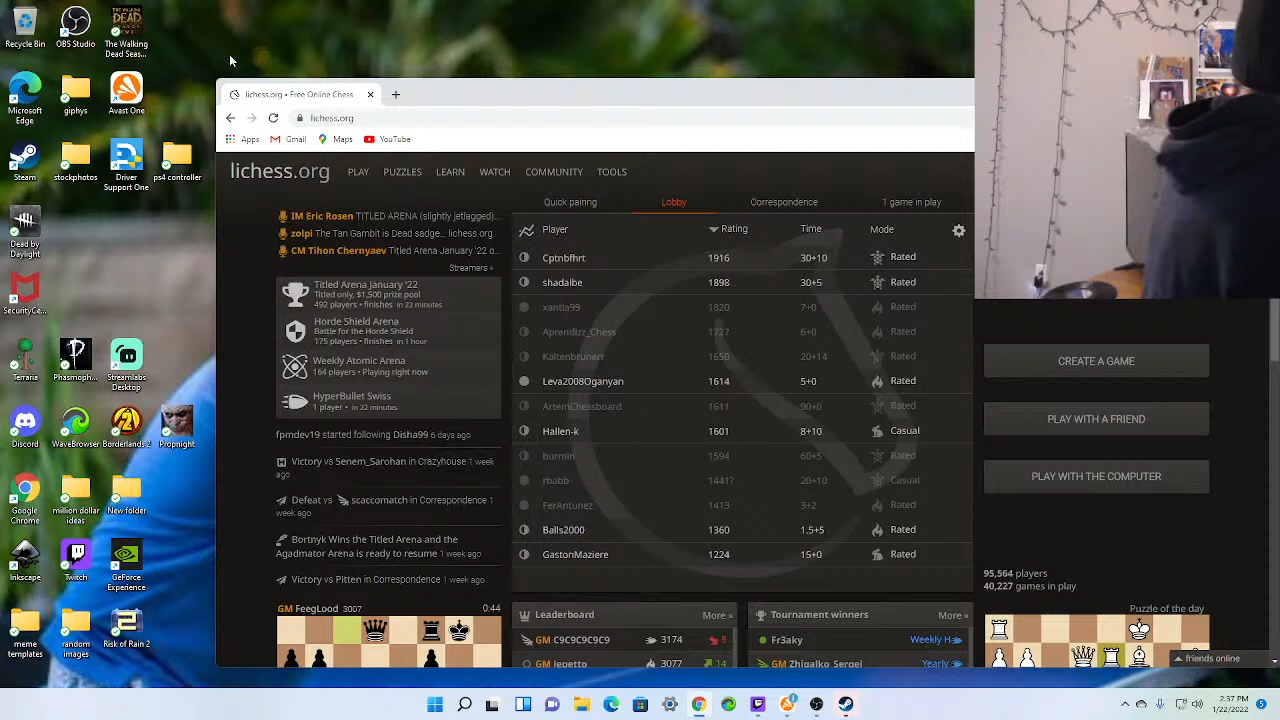 Recycle Bin
OBS Studio
The Walking Dead...
Microsoft Edge
giphys
Avast One
Steam
stockphotos
Driver Support One
ps4 controller
Dead by Daylight
Security-Ge...
Terraria
Phasmoph...
Streamlabs Desktop
Discord
WaveBrowser
Borderlands 2
Propnight
Google Chrome
million dollar ideas
New folder
Inkscape
Twitch
GeForce Experience
meme templates
random images
Risk of Rain 2
lichess.org • Free Online Chess
lichess.org
Apps Gmail Maps YouTube
lichess.org PLAY PUZZLES LEARN WATCH COMMUNITY TOOLS
IM Eric Rosen TITLED ARENA (slightly jetlagged)...
zolpi The Tan Gambit is Dead sadge... lichess org
CM Tihon Chernyaev Titled Arena January '22 o...
Streamers »
Titled Arena January '22
Titled only, $1,500 prize pool
492 players • finishes in 22 minutes
Horde Shield Arena
Battle for the Horde Shield
175 players • finishes in 1 hour
Weekly Atomic Arena
164 players • Playing right now
HyperBullet Swiss
1 player • in 22 minutes
fpmdev19 started following Disha99 6 days ago
Victory vs Senem_Sarohan in Crazyhouse 1 week ago
Defeat vs scaccomatch in Correspondence 1 week ago
Bortnyk Wins the Titled Arena and the Agadmator Arena is ready to resume 1 week ago
Victory vs Pitten in Correspondence 1 week ago
GM FeegLood 3007 0:44
Quick pairing Lobby Correspondence 1 game in play
Player Rating Time Mode
Cptnbfhrt 1916 30+10 Rated
shadalbe 1898 30+5 Rated
xantla99 1820 7+0 Rated
Aprendizz_Chess 1727 6+0 Rated
Kaltenbrunerr 1650 20+14 Rated
Leva2008Oganyan 1614 5+0 Rated
ArtemChessboard 1611 90+0 Rated
Hallen-k 1601 8+10 Casual
burmin 1594 60+5 Rated
rbabb 1441? 20+10 Casual
FerAntunez 1413 3+2 Rated
Balls2000 1360 1.5+5 Rated
GastonMaziere 1224 15+0 Rated
Leaderboard More »
GM C9C9C9C9C9 3174 5
GM Jepetto 3077 14
Tournament winners More »
Fr3aky Weekly H
GM Zhigalko_Sergei Yearly
CREATE A GAME
PLAY WITH A FRIEND
PLAY WITH THE COMPUTER
95,564 players
40,227 games in play
Puzzle of the day
friends online
2:37 PM
1/22/2022
5